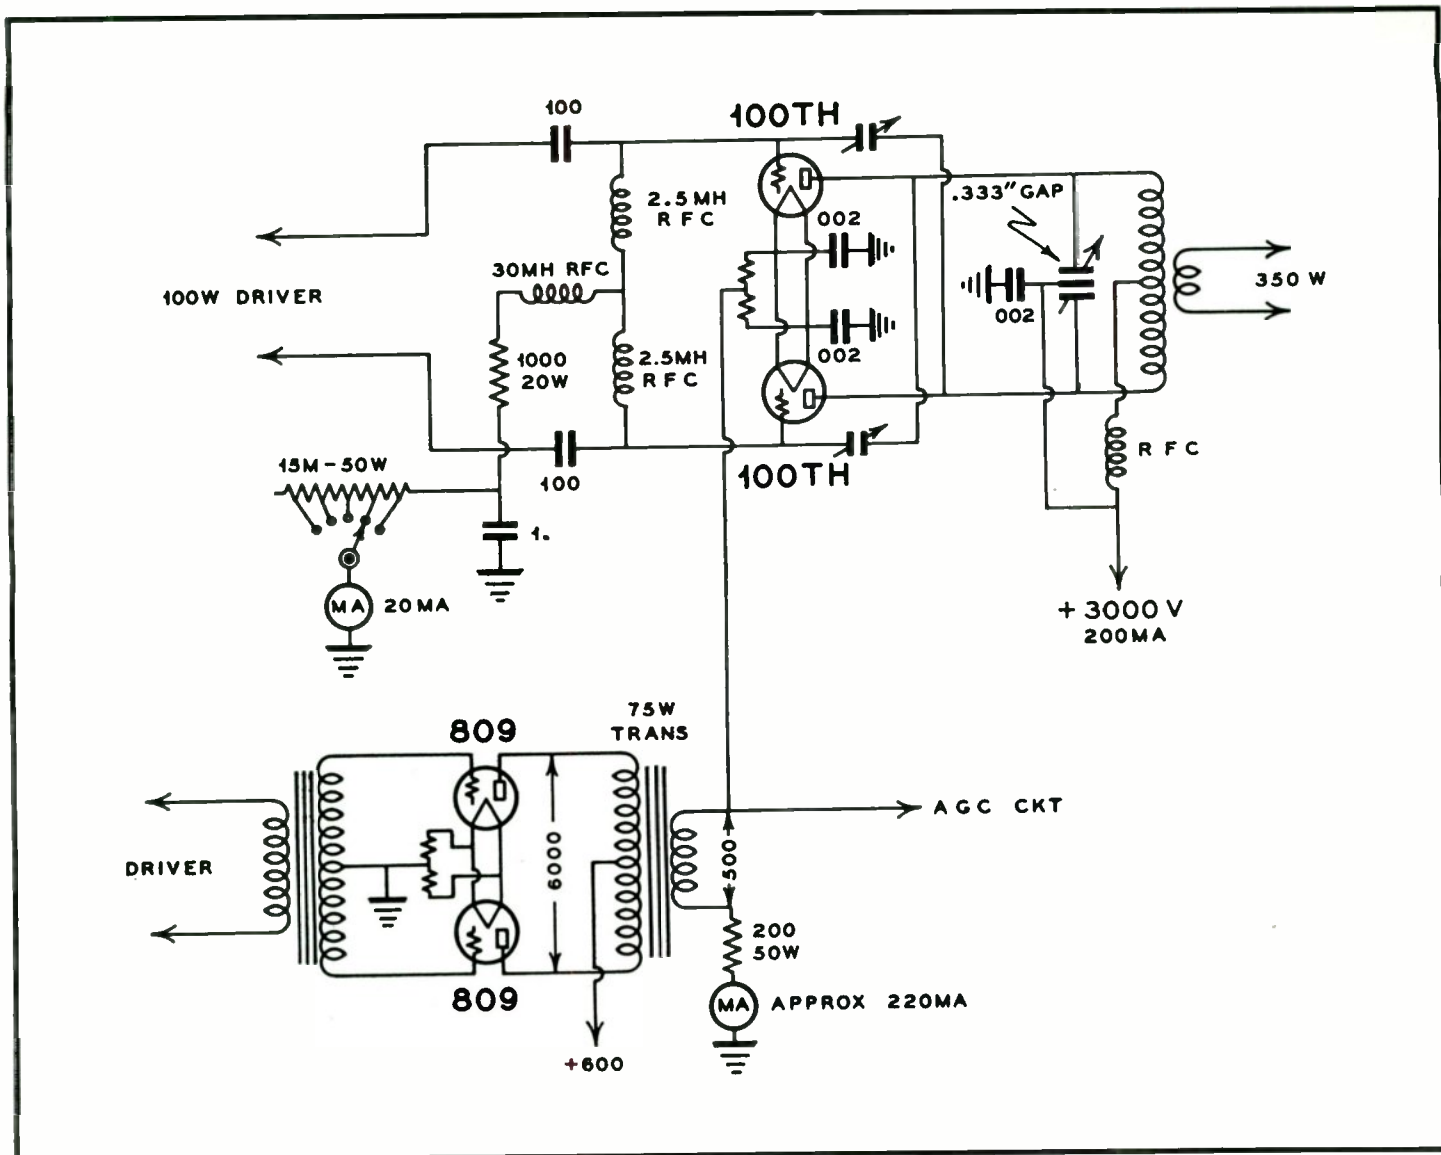 100
100TH
2.5MH
RFC
.333" GAP
002
30MH RFC
100W DRIVER
350 W
002
002
1000
20W
2.5MH
RFC
15M-50W
100
100TH
RFC
1.
MA 20MA
+3000V
200MA
75W
TRANS
809
AGC CKT
DRIVER
6000
500
200
50W
809
MA APPROX 220MA
+600